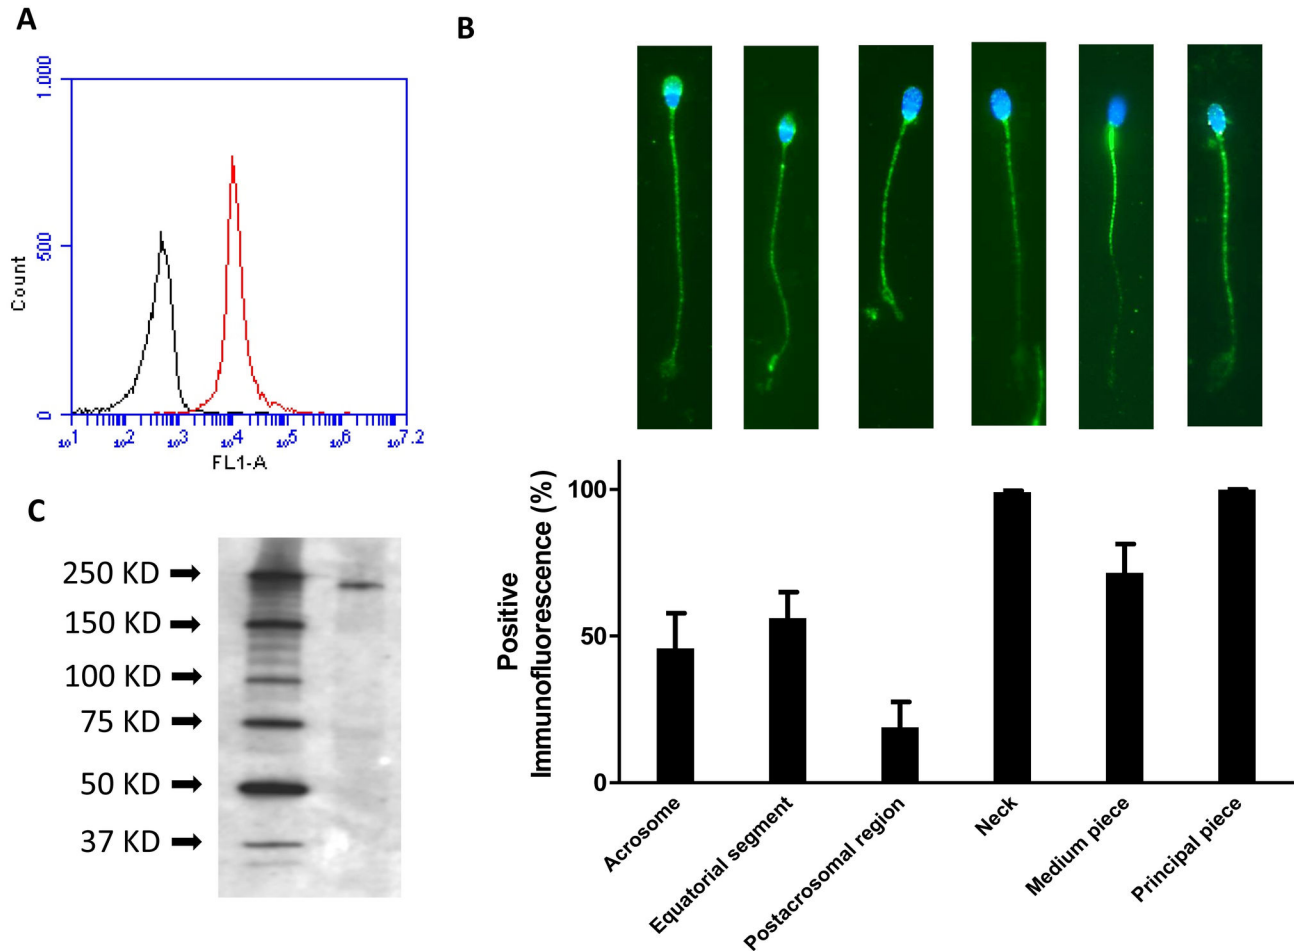 A
1.000
500
0
Count
10 1
10 2
10 3
10 4
10 5
10 6
10 7.2
FL1-A
B
C
250 KD
150 KD
100 KD
75 KD
50 KD
37 KD
Positive
Immunofluorescence (%)
100
50
0
Acrosome
Equatorial segment
Postacrosomal region
Neck
Medium piece
Principal piece